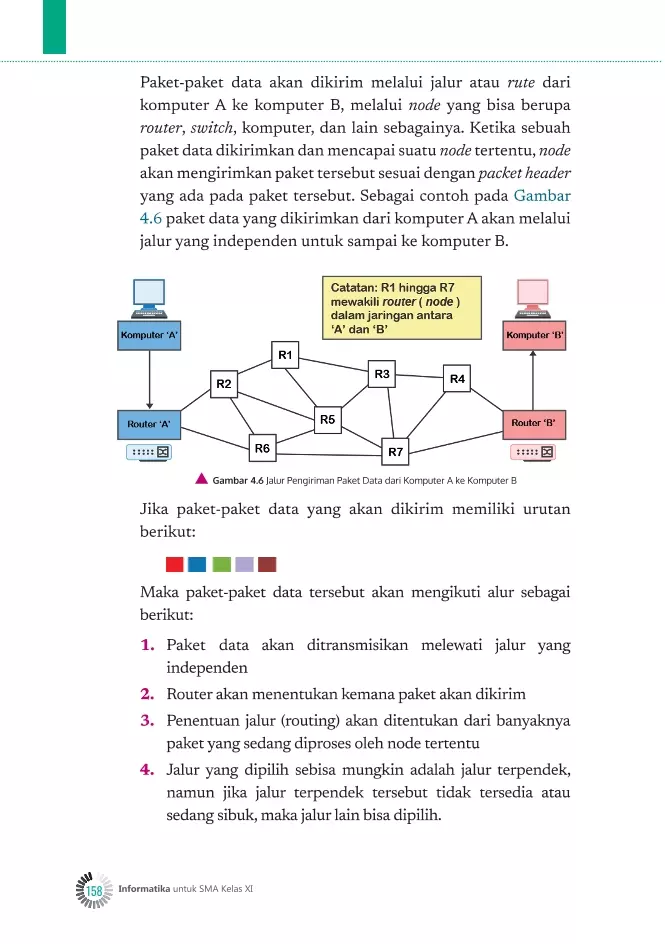 Paket-paket data akan dikirim melalui jalur atau rute dari
komputer A ke komputer B, melalui node yang bisa berupa
router, switch, komputer, dan lain sebagainya. Ketika sebuah
paket data dikirimkan dan mencapai suatu node tertentu, node
akan mengirimkan paket tersebut sesuai dengan packet header
yang ada pada paket tersebut. Sebagai contoh pada Gambar
4.6 paket data yang dikirimkan dari komputer A akan melalui
jalur yang independen untuk sampai ke komputer B.
Catatan: R1 hingga R7
mewakili router ( node )
dalam jaringan antara
‘A’ dan ‘B’
Komputer ‘A’
Komputer ‘B’
R1
R2
R3
R4
R5
Router ‘A’
Router ‘B’
R6
R7
Gambar 4.6 Jalur Pengiriman Paket Data dari Komputer A ke Komputer B
Jika paket-paket data yang akan dikirim memiliki urutan
berikut:
Maka paket-paket data tersebut akan mengikuti alur sebagai
berikut:
1. Paket data akan ditransmisikan melewati jalur yang
independen
2. Router akan menentukan kemana paket akan dikirim
3. Penentuan jalur (routing) akan ditentukan dari banyaknya
paket yang sedang diproses oleh node tertentu
4. Jalur yang dipilih sebisa mungkin adalah jalur terpendek,
namun jika jalur terpendek tersebut tidak tersedia atau
sedang sibuk, maka jalur lain bisa dipilih.
158 Informatika untuk SMA Kelas XI